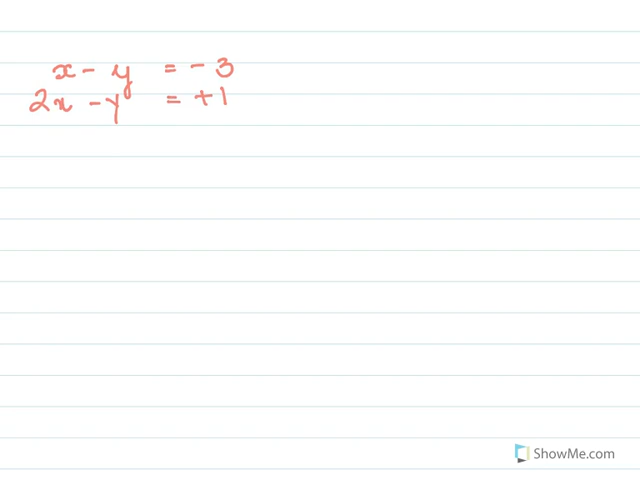 x - y = - 3
2x - y = + 1
ShowMe.com